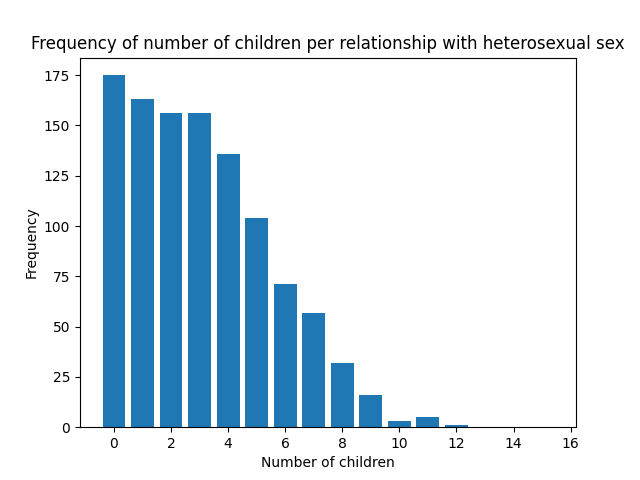 Frequency of number of children per relationship with heterosexual sex
175
150
125
100
75
50
25
0
Frequency
0 2 4 6 8 10 12 14 16
Number of children